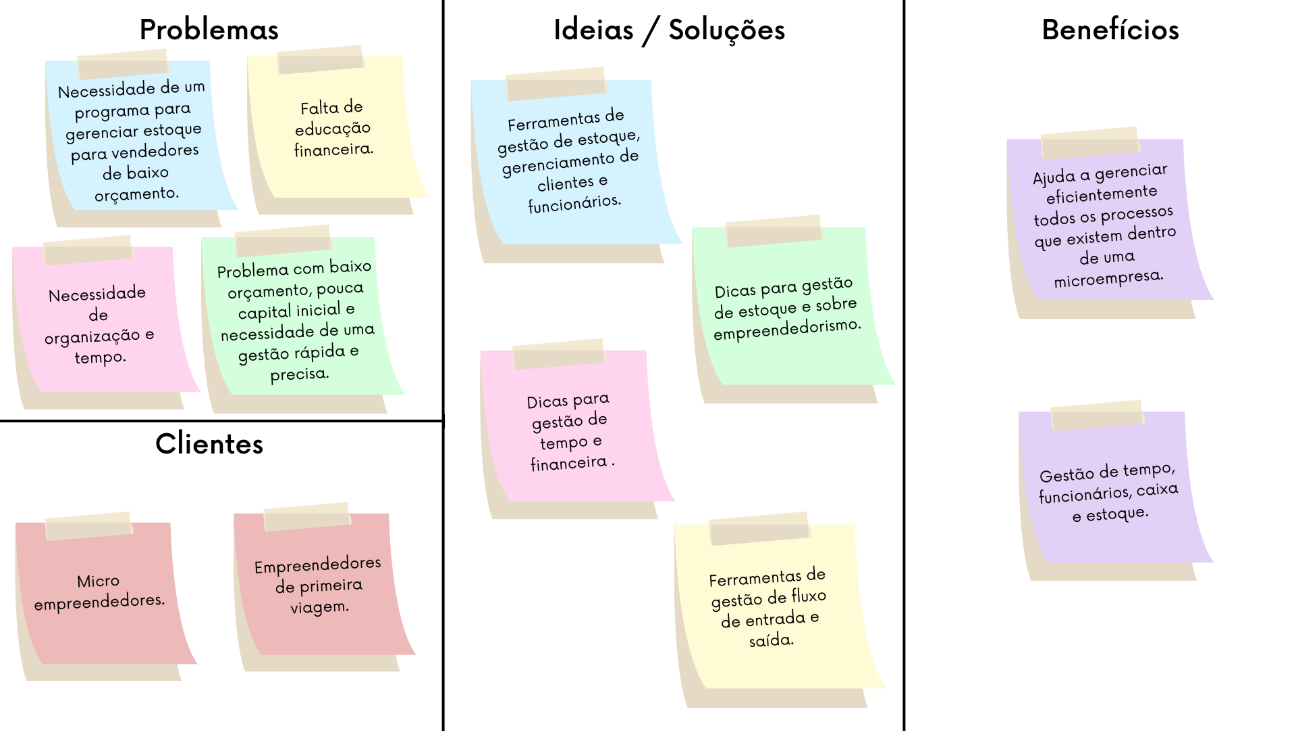 Problemas
Necessidade de um
programa para
gerenciar estoque
para vendedores
de baixo
orçamento.
Falta de
educação
financeira.
Necessidade
de
organização e
tempo.
Problema com baixo
orçamento, pouca
capital inicial e
necessidade de uma
gestão rápida e
precisa.
Clientes
Micro
empreendedores.
Empreendedores
de primeira
viagem.
Ideias / Soluções
Ferramentas de
gestão de estoque,
gerenciamento de
clientes e
funcionários.
Dicas para gestão
de estoque e sobre
empreendedorismo.
Dicas para
gestão de
tempo e
financeira .
Ferramentas de
gestão de fluxo
de entrada e
saída.
Benefícios
Ajuda a gerenciar
eficientemente
todos os processos
que existem dentro
de uma
microempresa.
Gestão de tempo,
funcionários, caixa
e estoque.